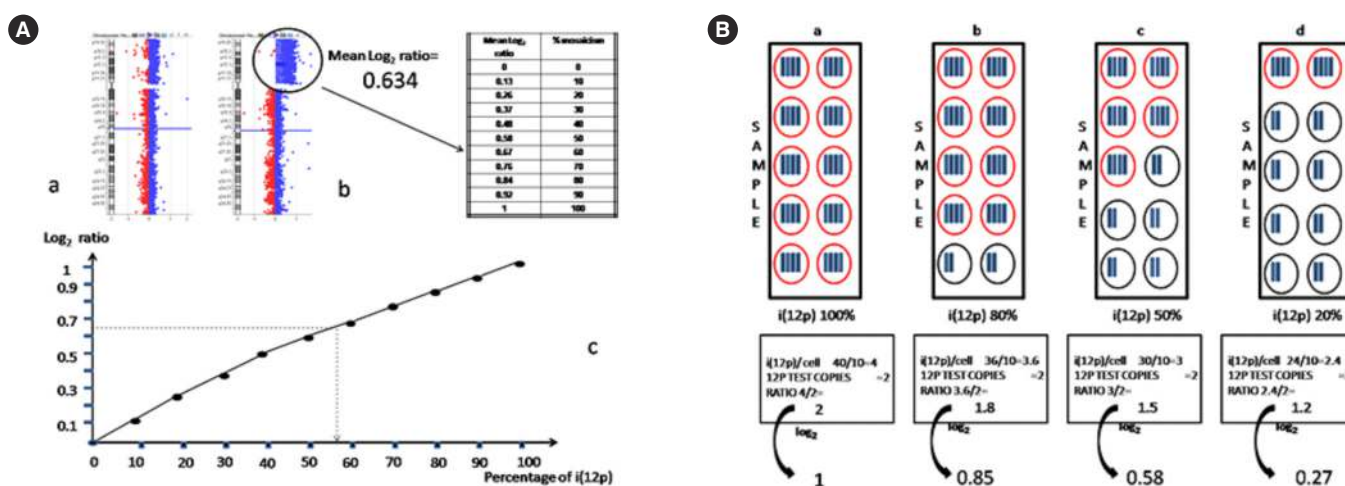 A
Mean Log₂ ratio=
0.634
a
b
Mean Log₂ ratio % mosaicism
0 0
0.13 10
0.26 20
0.37 30
0.48 40
0.58 50
0.67 60
0.76 70
0.84 80
0.92 90
1 100
Log₂ ratio
1
0.9
0.7
0.5
0.3
0.1
c
0 10 20 30 40 50 60 70 80 90 100
Percentage of i(12p)
B
a
SAMPLE
i(12p) 100%
i(12p)/cell 40/10=4
12P TEST COPIES =2
RATIO 4/2=
2
log₂
1
b
SAMPLE
i(12p) 80%
i(12p)/cell 36/10=3.6
12P TEST COPIES =2
RATIO 3.6/2=
1.8
log₂
0.85
c
SAMPLE
i(12p) 50%
i(12p)/cell 30/10=3
12P TEST COPIES =2
RATIO 3/2=
1.5
log₂
0.58
d
SAMPLE
i(12p) 20%
i(12p)/cell 24/10=2.4
12P TEST COPIES =2
RATIO 2.4/2=
1.2
log₂
0.27